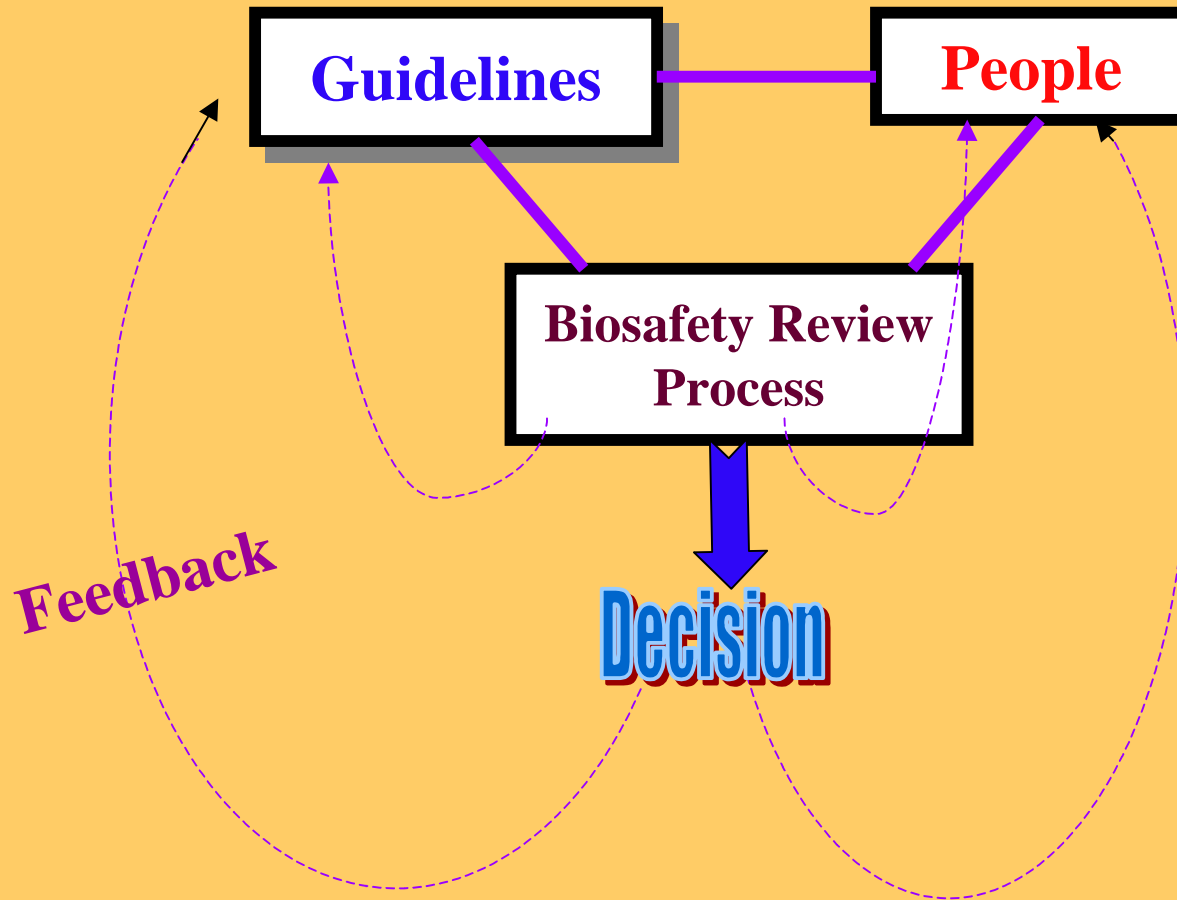 Guidelines
People
Biosafety Review
Process
Feedback
Decision